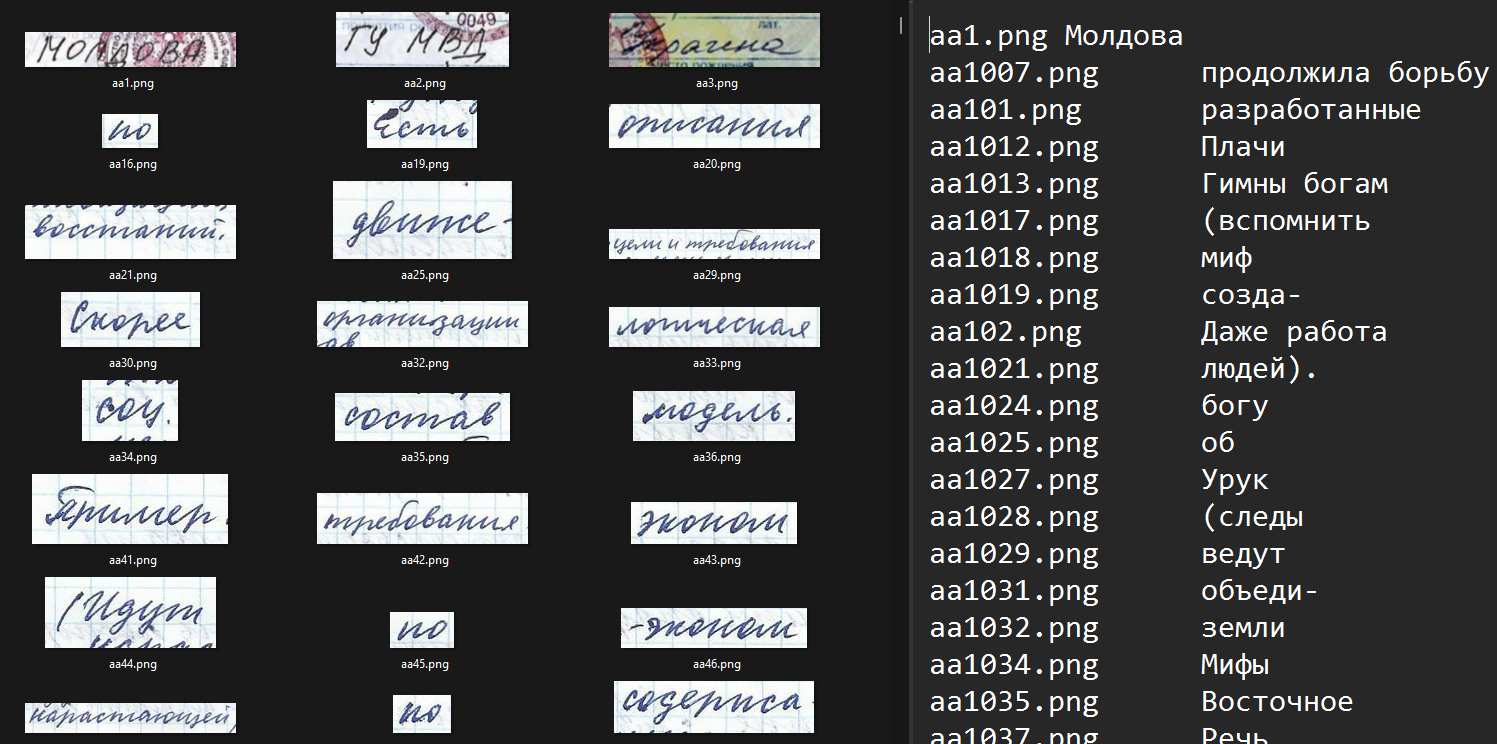 МОЛДОВА
0049
ГУ МВД
лат.
Украина
aa1.png
aa2.png
aa3.png
по
Есть
описания
aa16.png
aa19.png
aa20.png
восстаний.
движе-
цели и требования
aa21.png
aa25.png
aa29.png
Скорее
организации
логическая
aa30.png
aa32.png
aa33.png
соц.
состав
модель.
aa34.png
aa35.png
aa36.png
Пример
требования
эконом
aa41.png
aa42.png
aa43.png
(Идут
по
-эконом
aa44.png
aa45.png
aa46.png
нарастающей,
по
содержа
aa1.png Молдова
aa1007.png продолжила борьбу
aa101.png разработанные
aa1012.png Плачи
aa1013.png Гимны богам
aa1017.png (вспомнить
aa1018.png миф
aa1019.png созда-
aa102.png Даже работа
aa1021.png людей).
aa1024.png богу
aa1025.png об
aa1027.png Урук
aa1028.png (следы
aa1029.png ведут
aa1031.png объеди-
aa1032.png земли
aa1034.png Мифы
aa1035.png Восточное
aa1037.png Речь